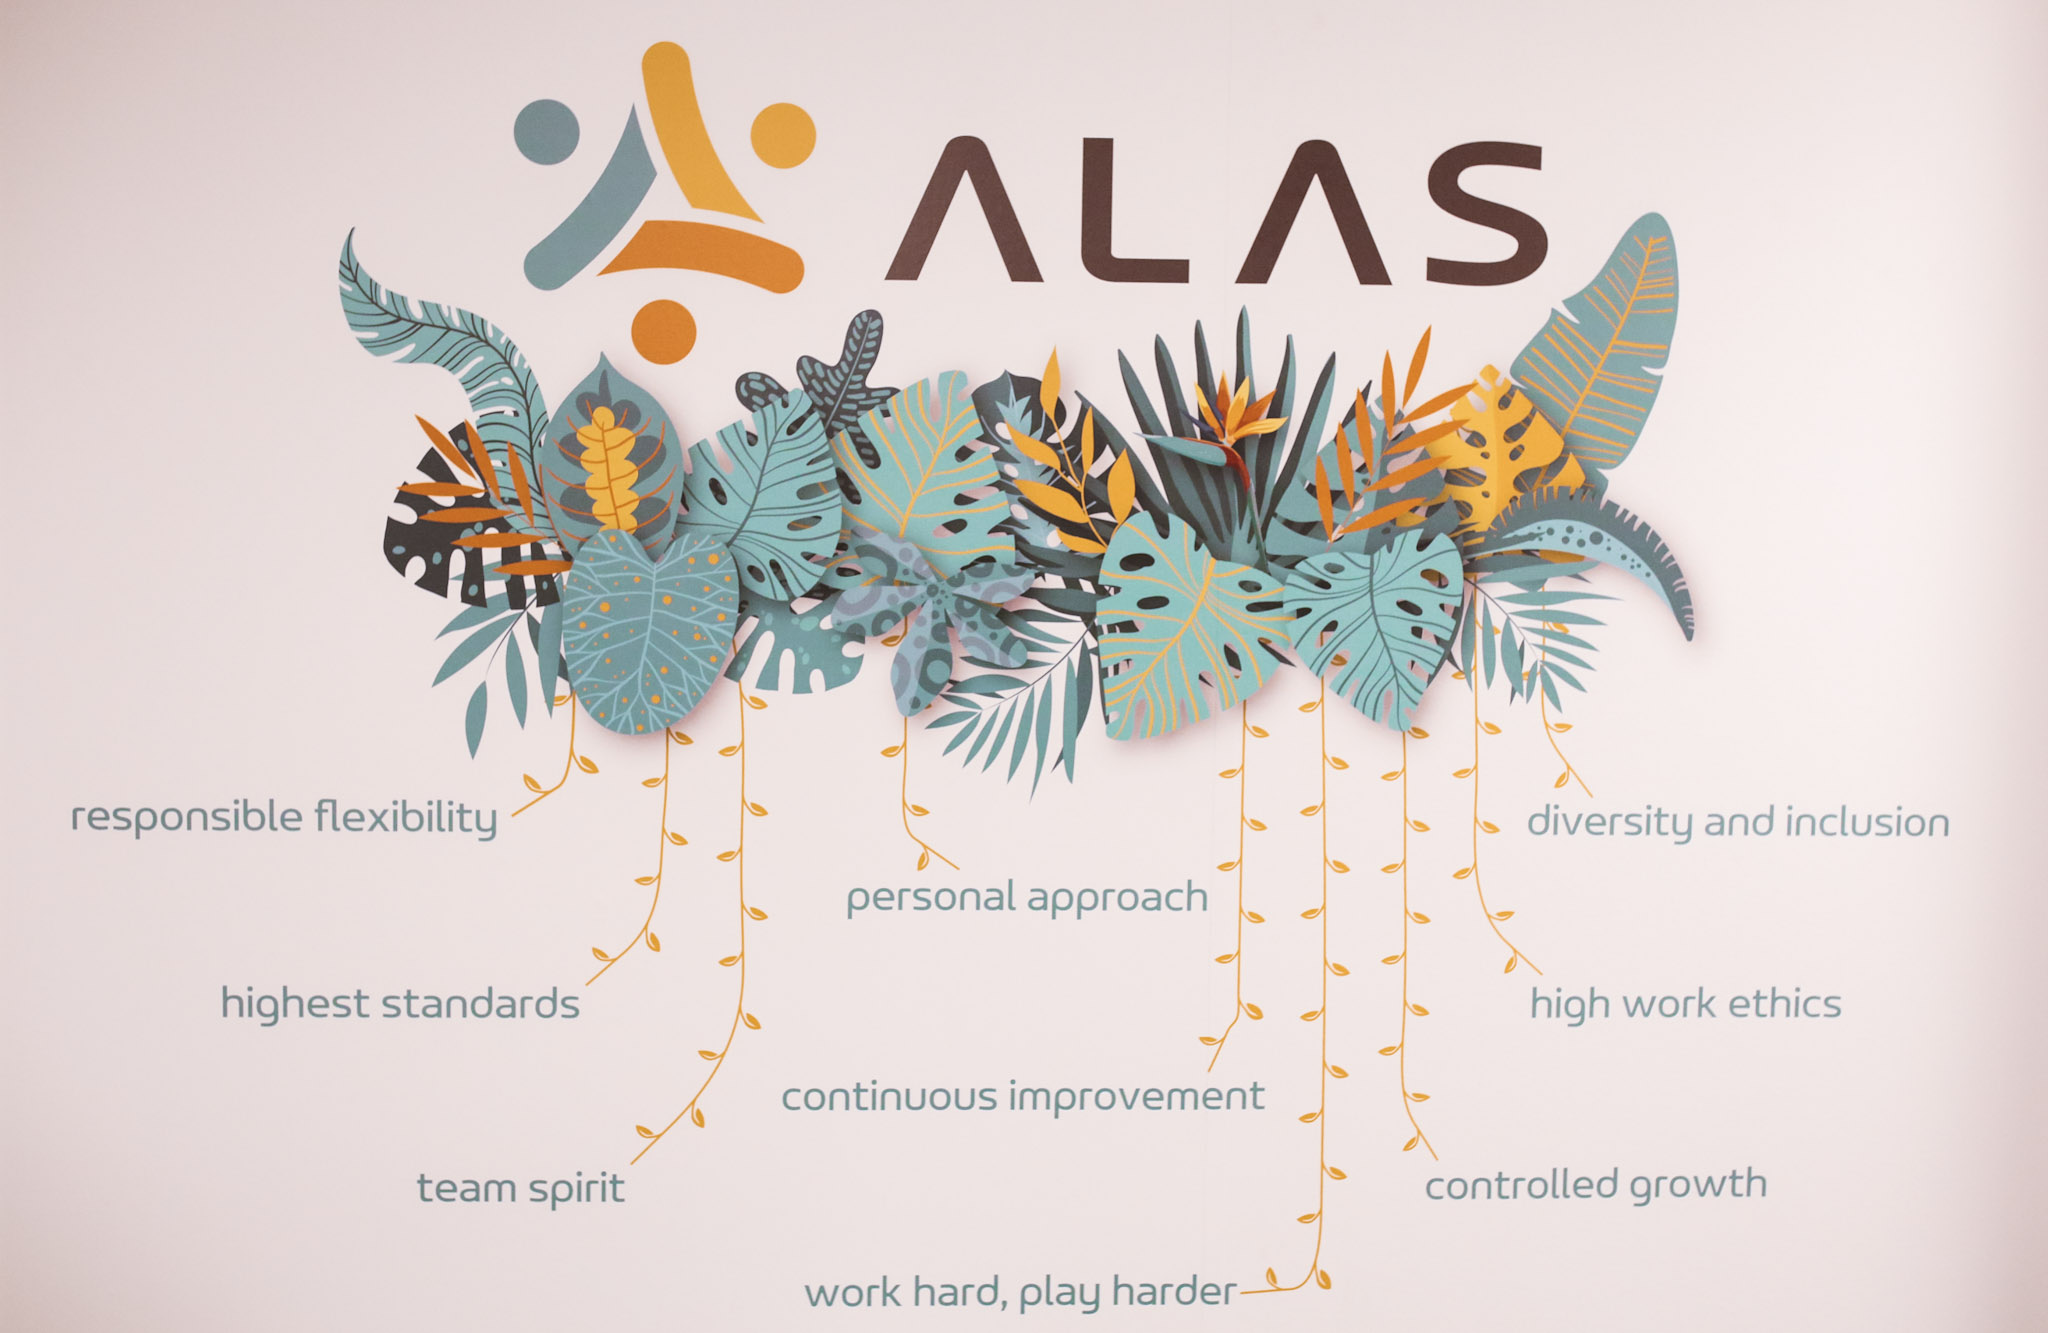 ALAS
responsible flexibility
diversity and inclusion
personal approach
highest standards
high work ethics
continuous improvement
team spirit
controlled growth
work hard, play harder